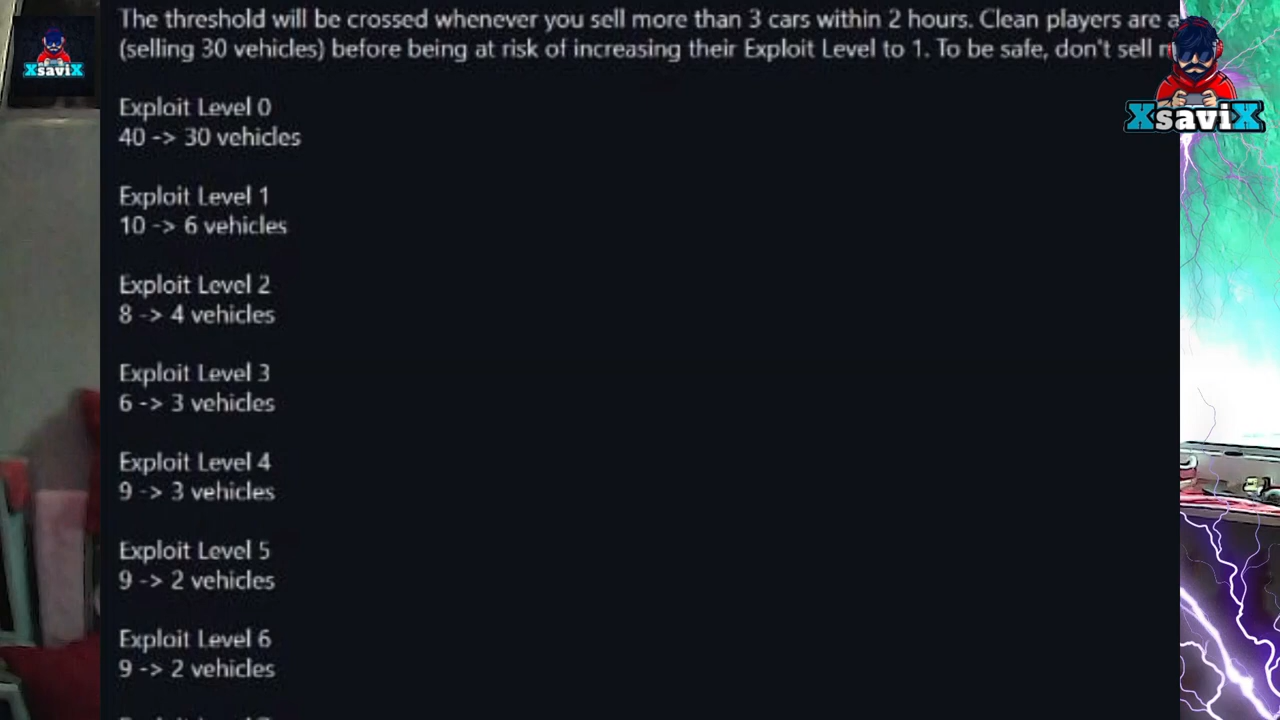 XsaviX
The threshold will be crossed whenever you sell more than 3 cars within 2 hours. Clean players are
(selling 30 vehicles) before being at risk of increasing their Exploit Level to 1. To be safe, don't sell
XsaviX
Exploit Level 0
40 -> 30 vehicles
Exploit Level 1
10 -> 6 vehicles
Exploit Level 2
8 -> 4 vehicles
Exploit Level 3
6 -> 3 vehicles
Exploit Level 4
9 -> 3 vehicles
Exploit Level 5
9 -> 2 vehicles
Exploit Level 6
9 -> 2 vehicles